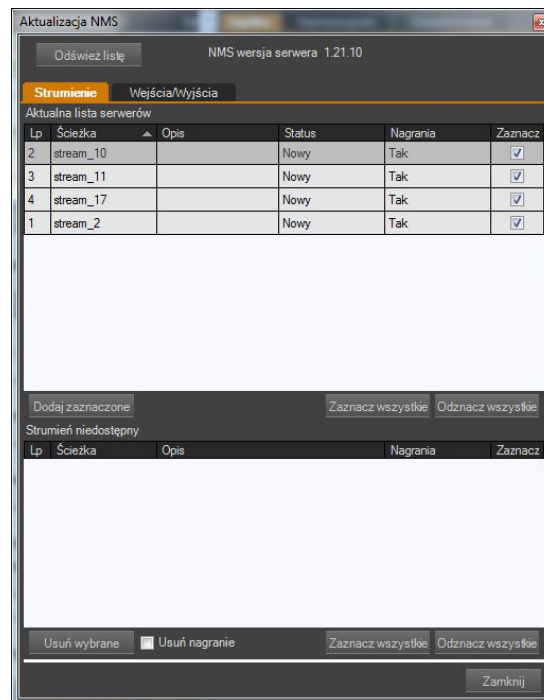 Aktualizacja NMS
Odśwież listę NMS wersja serwera 1.21.10
Strumienie Wejścia/Wyjścia
Aktualna lista serwerów
Lp Ścieżka Opis Status Nagrania Zaznacz
2 stream_10 Nowy Tak
3 stream_11 Nowy Tak
4 stream_17 Nowy Tak
1 stream_2 Nowy Tak
Dodaj zaznaczone Zaznacz wszystkie Odznacz wszystkie
Strumień niedostępny
Lp Ścieżka Opis Nagrania Zaznacz
Usuń wybrane Usuń nagranie Zaznacz wszystkie Odznacz wszystkie
Zamknij